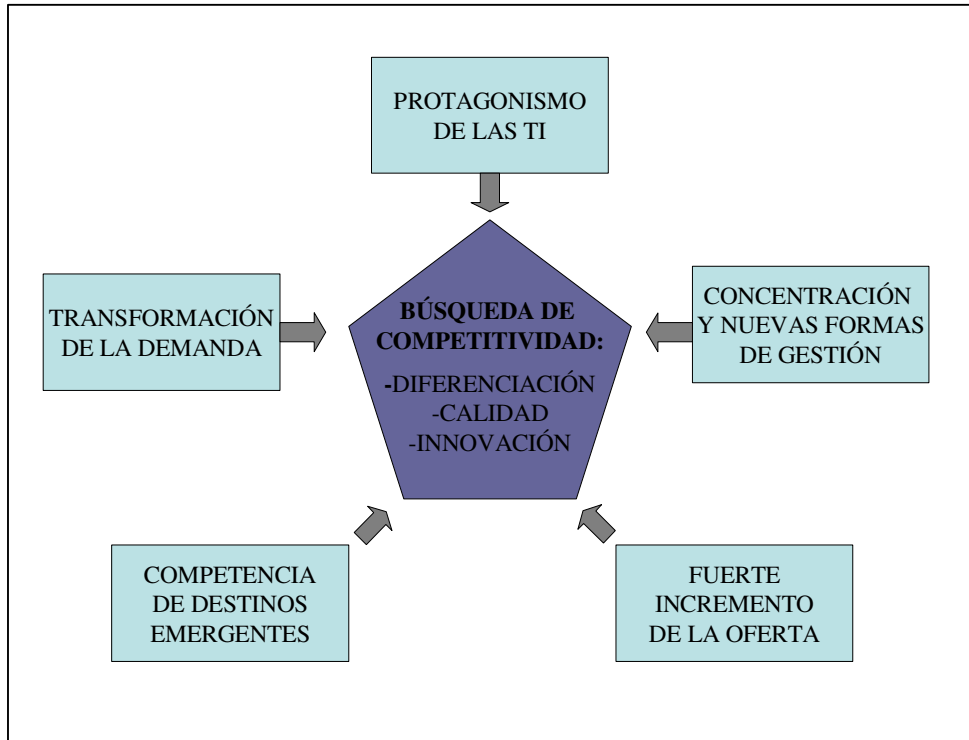 PROTAGONISMO
DE LAS TI
TRANSFORMACIÓN
DE LA DEMANDA
BÚSQUEDA DE
COMPETITIVIDAD:
-DIFERENCIACIÓN
-CALIDAD
-INNOVACIÓN
CONCENTRACIÓN
Y NUEVAS FORMAS
DE GESTIÓN
COMPETENCIA
DE DESTINOS
EMERGENTES
FUERTE
INCREMENTO
DE LA OFERTA